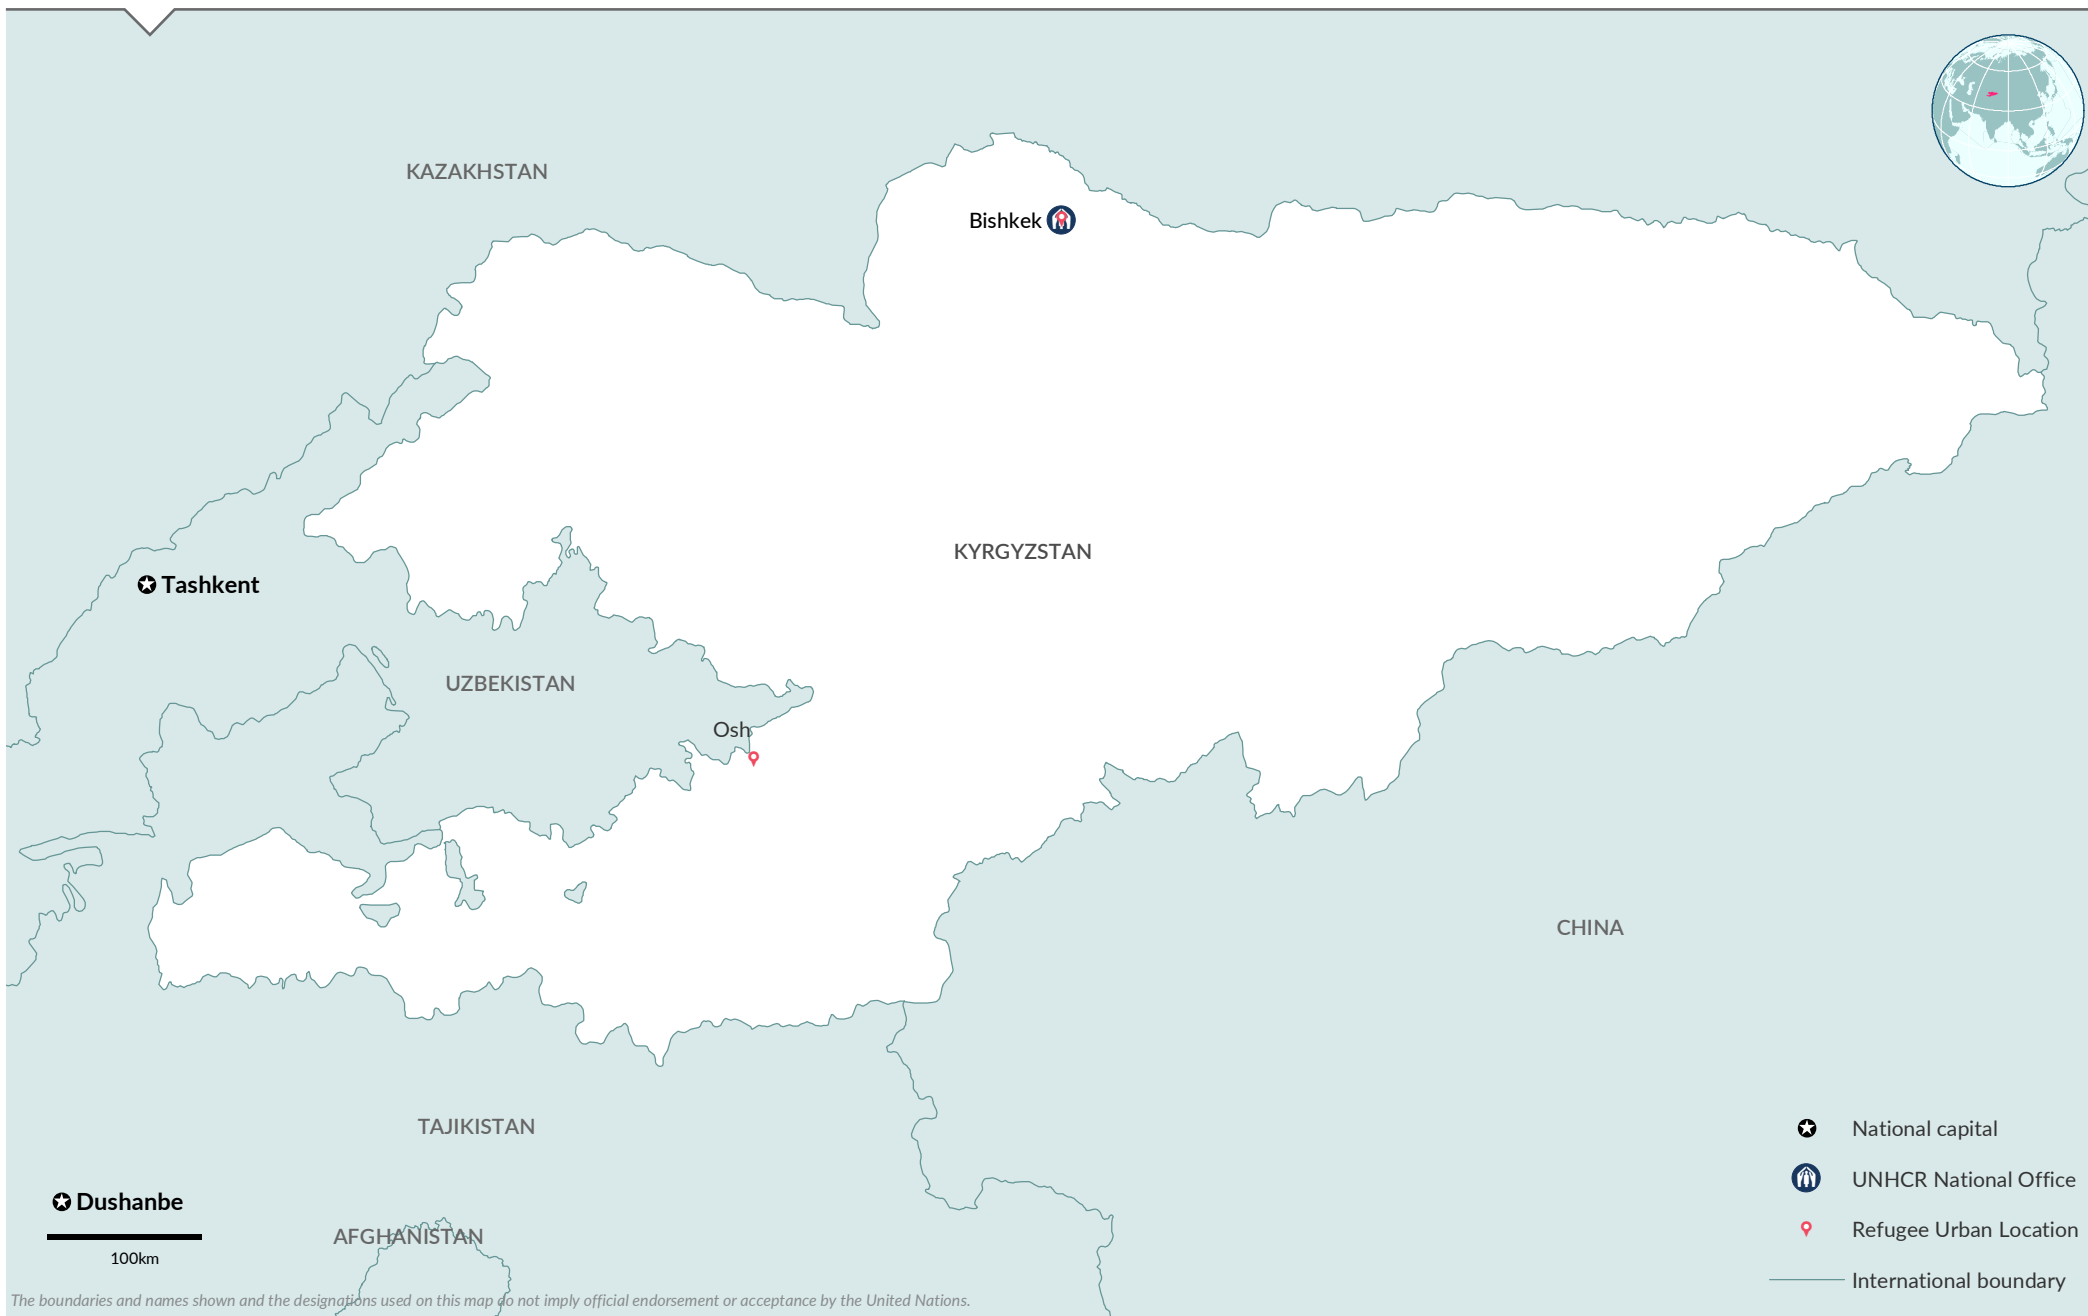 KAZAKHSTAN
Bishkek
KYRGYZSTAN
Tashkent
UZBEKISTAN
Osh
CHINA
TAJIKISTAN
National capital
UNHCR National Office
Dushanbe
Refugee Urban Location
AFGHANISTAN
100km
International boundary
The boundaries and names shown and the designations used on this map do not imply official endorsement or acceptance by the United Nations.